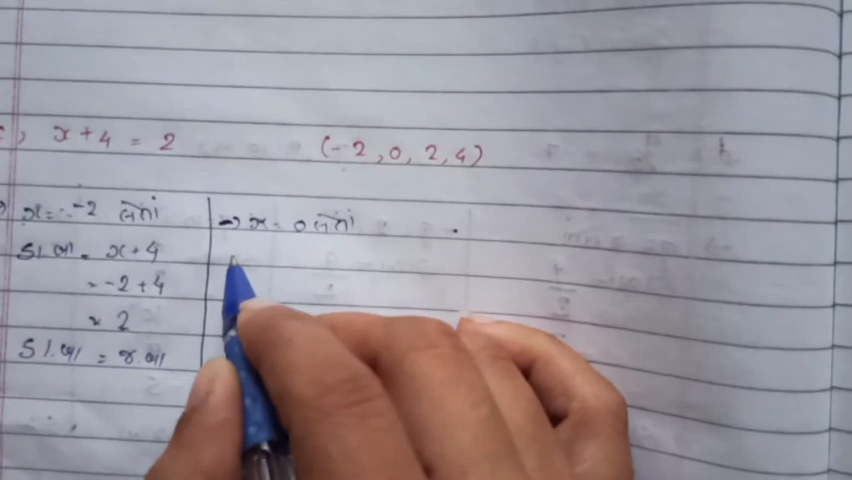 ), x + 4 = 2 (-2, 0, 2, 4)
x = -2 લેતાં
ડા.બા = x + 4
= -2 + 4
= 2
ડા.બા = જ.બા
→ x = 0 લેતાં